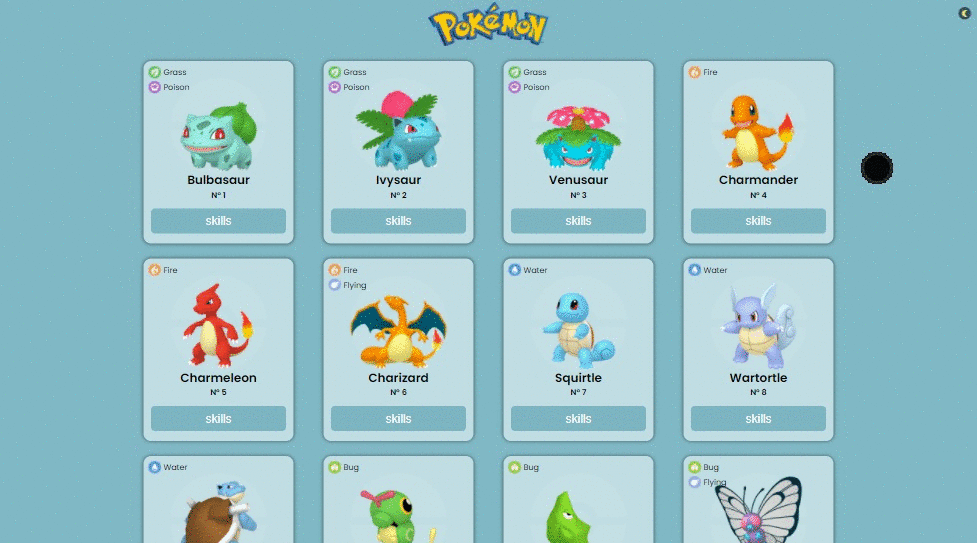 POKéMON
Grass
Poison
Bulbasaur
Nº 1
skills
Grass
Poison
Ivysaur
Nº 2
skills
Grass
Poison
Venusaur
Nº 3
skills
Fire
Charmander
Nº 4
skills
Fire
Charmeleon
Nº 5
skills
Fire
Flying
Charizard
Nº 6
skills
Water
Squirtle
Nº 7
skills
Water
Wartortle
Nº 8
skills
Water
Bug
Bug
Bug
Flying